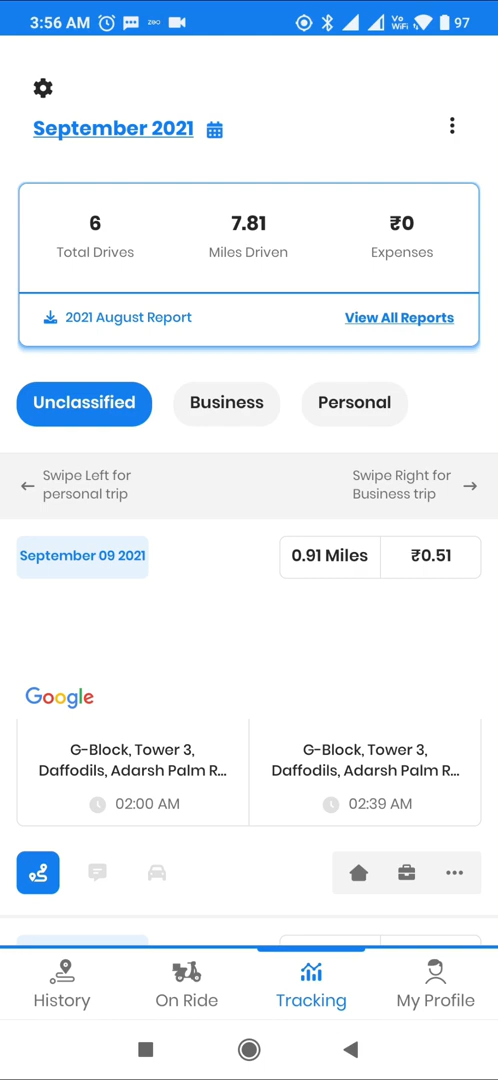 3:56 AM
zeo
Vo
WiFi
97
September 2021
6
7.81
₹0
Total Drives
Miles Driven
Expenses
2021 August Report
View All Reports
Unclassified
Business
Personal
Swipe Left for
personal trip
Swipe Right for
Business trip
September 09 2021
0.91 Miles
₹0.51
Google
G-Block, Tower 3,
Daffodils, Adarsh Palm R...
02:00 AM
G-Block, Tower 3,
Daffodils, Adarsh Palm R...
02:39 AM
History
On Ride
Tracking
My Profile